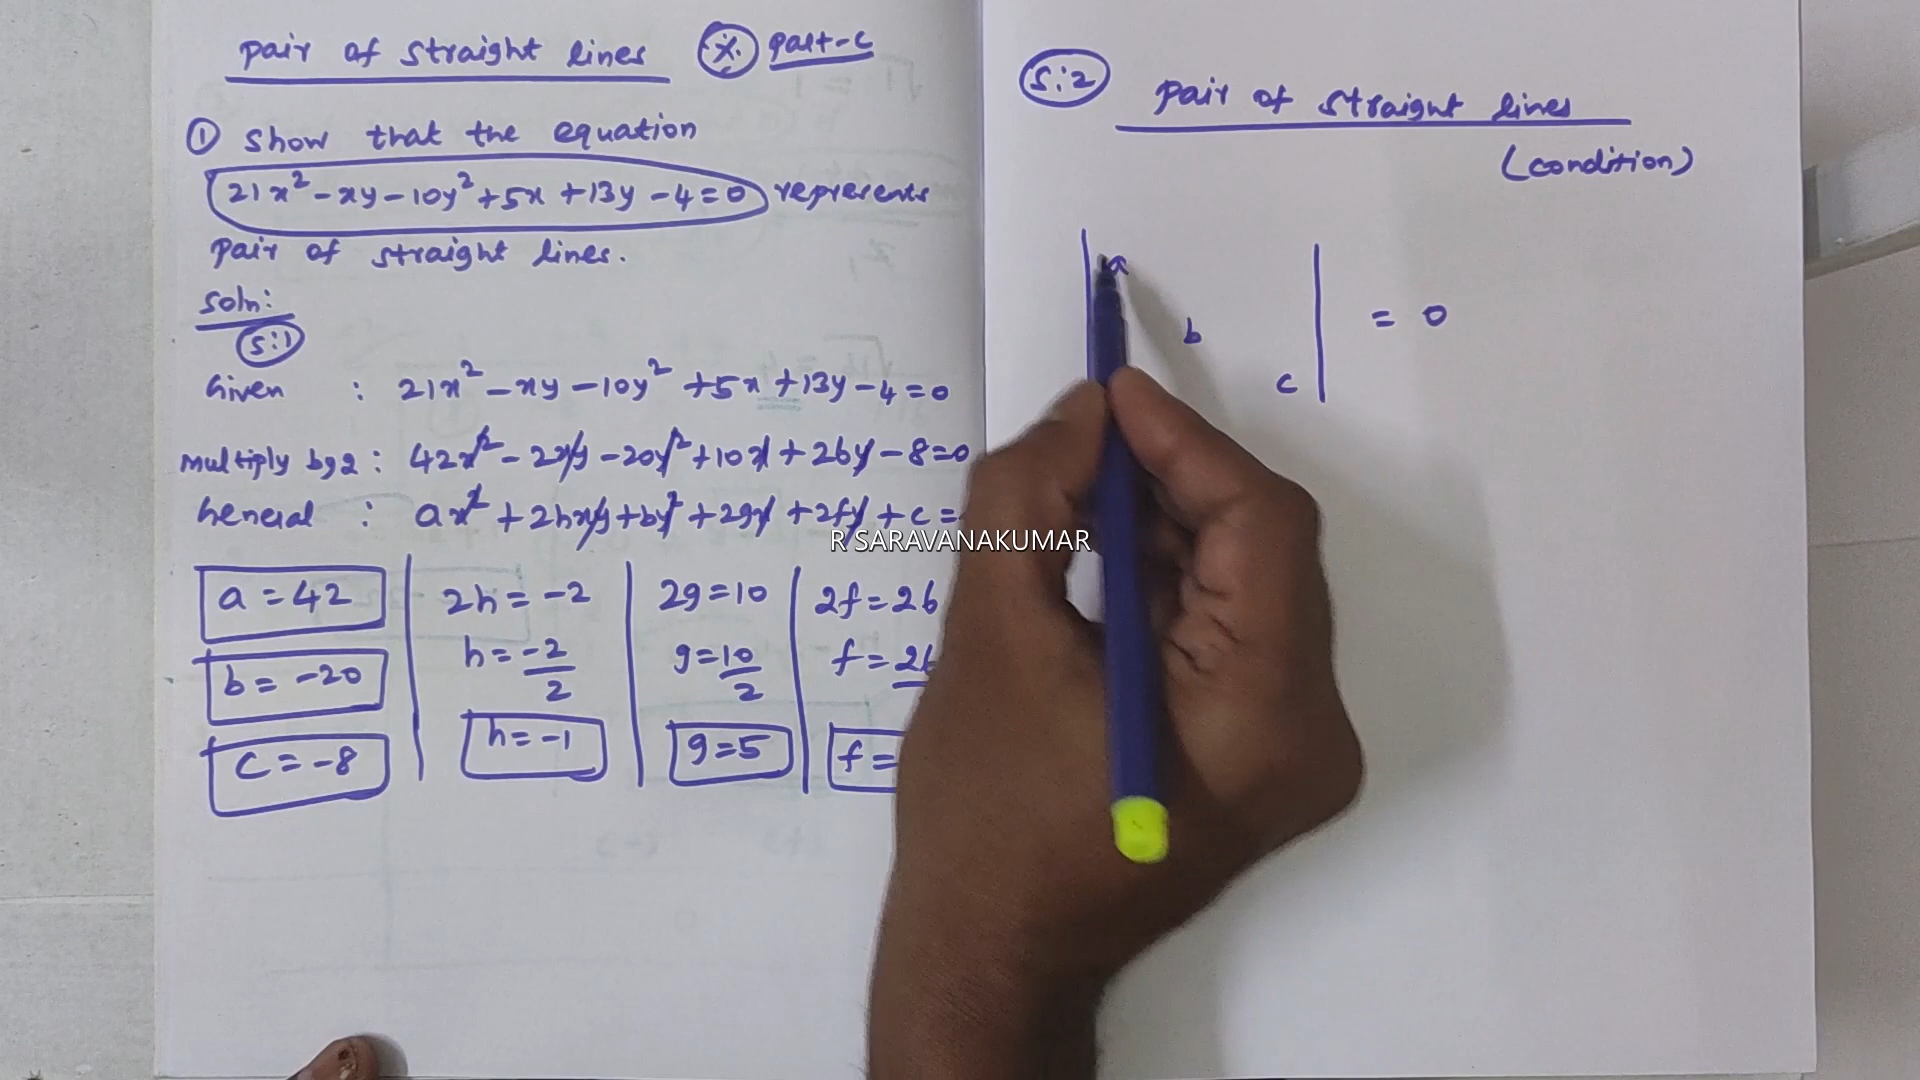 pair of straight lines (X) part-c
① Show that the equation
21x² - xy - 10y² + 5x + 13y - 4 = 0 represents
pair of straight lines.
Soln:
S:1
Given : 21x² - xy - 10y² + 5x + 13y - 4 = 0
multiply by 2 : 42x² - 2xy - 20y² + 10x + 26y - 8 = 0
General : ax² + 2hxy + by² + 2gx + 2fy + c =
a = 42 | 2h = -2 | 2g = 10 | 2f = 26
h = -2/2 | g = 10/2 | f = 26
b = -20
c = -8 | h = -1 | g = 5 | f =
S:2 pair of straight lines
(condition)
a
b = 0
c
R SARAVANAKUMAR